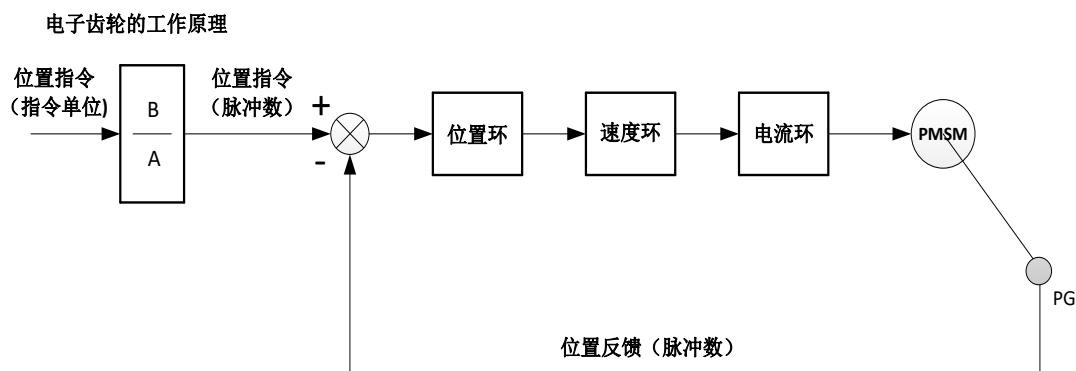 电子齿轮的工作原理
位置指令
（指令单位)
B
A
位置指令
（脉冲数）
+
-
位置环
速度环
电流环
PMSM
PG
位置反馈（脉冲数）